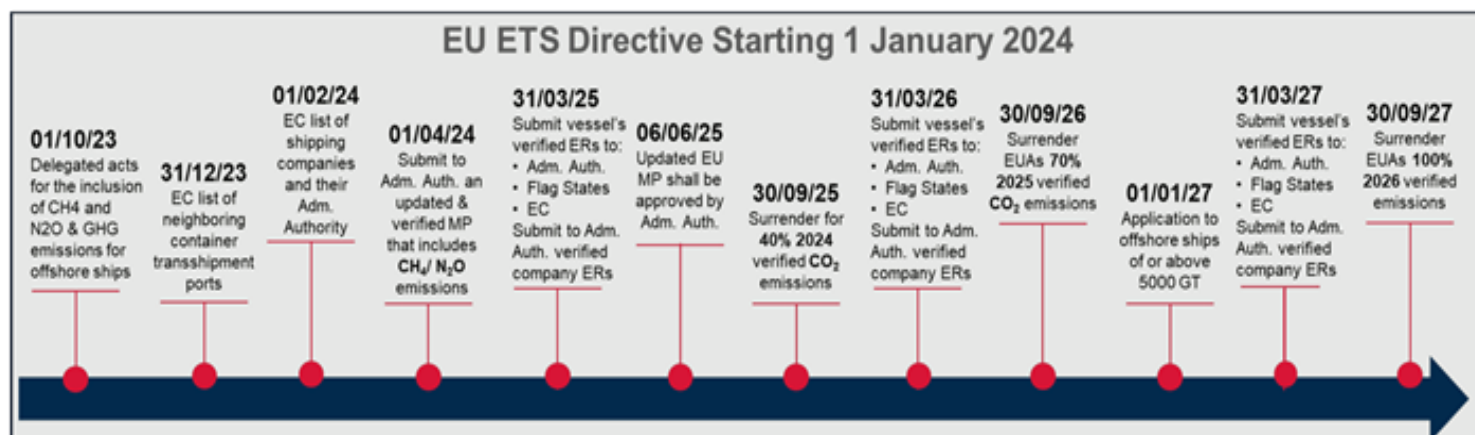 EU ETS Directive Starting 1 January 2024
01/10/23
Delegated acts
for the inclusion
of CH4 and
N2O & GHG
emissions for
offshore ships
31/12/23
EC list of
neighboring
container
transshipment
ports
01/02/24
EC list of
shipping
companies
and their
Adm.
Authority
01/04/24
Submit to
Adm. Auth. an
updated &
verified MP
that includes
CH₄/ N₂O
emissions
31/03/25
Submit vessel's
verified ERs to:
• Adm. Auth.
• Flag States
• EC
Submit to Adm.
Auth. verified
company ERs
06/06/25
Updated EU
MP shall be
approved by
Adm. Auth.
30/09/25
Surrender for
40% 2024
verified CO₂
emissions
31/03/26
Submit vessel's
verified ERs to:
• Adm. Auth.
• Flag States
• EC
Submit to Adm.
Auth. verified
company ERs
30/09/26
Surrender
EUAs 70%
2025 verified
CO₂ emissions
01/01/27
Application to
offshore ships
of or above
5000 GT
31/03/27
Submit vessel's
verified ERs to:
• Adm. Auth.
• Flag States
• EC
Submit to Adm.
Auth. verified
company ERs
30/09/27
Surrender
EUAs 100%
2026 verified
emissions